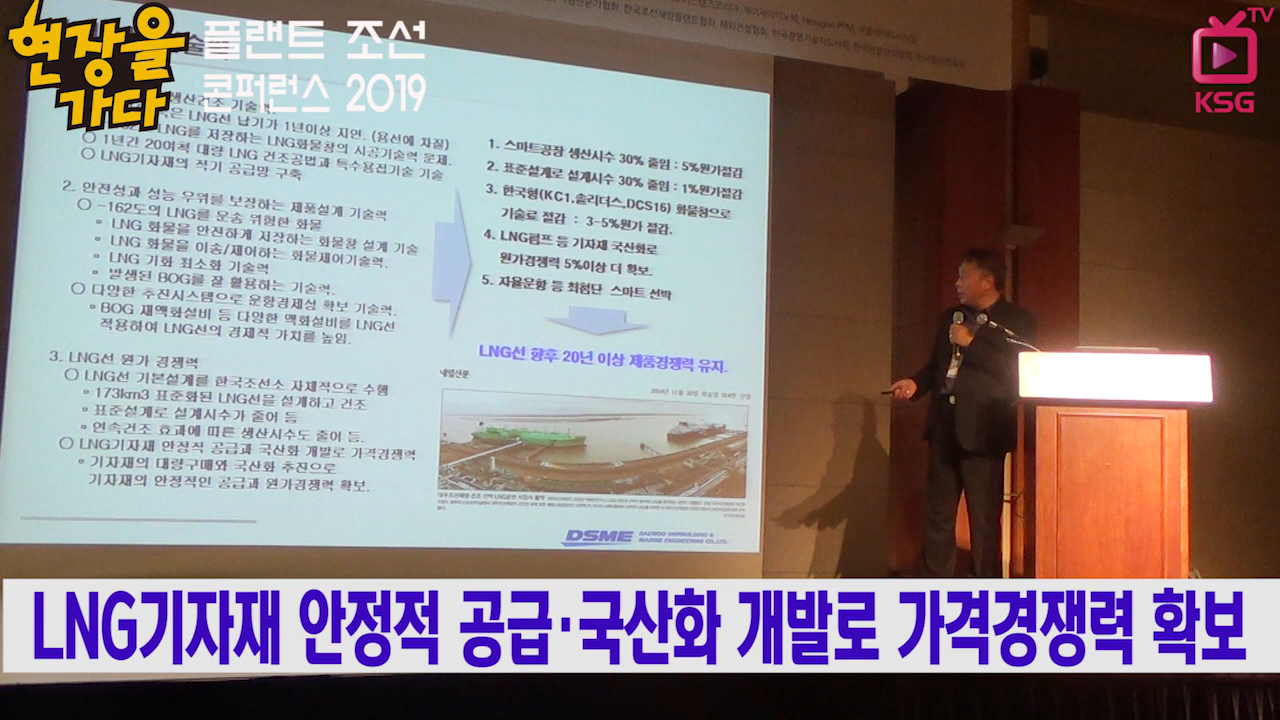 현장을
가다
플랜트 조선
콘퍼런스 2019
TV
KSG
생산건조 기술력.
LNG선 납기가 1년이상 지연. (용선에 차질)
LNG를 저장하는 LNG화물창의 시공기술력 문제.
○ 1년간 20여척 대량 LNG 건조공법과 특수용접기술 기술
○ LNG기자재의 적기 공급망 구축
2. 안전성과 성능 우위를 보장하는 제품설계 기술력
○ -162도의 LNG를 운송 위험한 화물
▫ LNG 화물을 안전하게 저장하는 화물창 설계 기술
▫ LNG 화물을 이송/제어하는 화물제어기술력.
▫ LNG 기화 최소화 기술력
▫ 발생된 BOG를 잘 활용하는 기술력.
○ 다양한 추진시스템으로 운항경제성 확보 기술력.
▫ BOG 재액화설비 등 다양한 액화설비를 LNG선
적용하여 LNG선의 경제적 가치를 높임.
3. LNG선 원가 경쟁력
○ LNG선 기본설계를 한국조선소 자체적으로 수행
▫ 173km3 표준화된 LNG선을 설계하고 건조
▫ 표준설계로 설계시수가 줄어 등
▫ 연속건조 효과에 따른 생산시수도 줄어 등.
○ LNG기자재 안정적 공급과 국산화 개발로 가격경쟁력
▫ 기자재의 대량구매와 국산화 추진으로
기자재의 안정적인 공급과 원가경쟁력 확보.
1. 스마트공장 생산시수 30% 줄임 : 5%원가절감
2. 표준설계로 설계시수 30% 줄임 : 1%원가절감
3. 한국형(KC1,솔리더스,DCS16) 화물창으로
기술료 절감 : 3-5%원가 절감.
4. LNG펌프 등 기자재 국산화로
원가경쟁력 5%이상 더 확보.
5. 자율운항 등 최첨단 스마트 선박
LNG선 향후 20년 이상 제품경쟁력 유지.
내일신문
DSME
DAEWOO SHIPBUILDING &
MARINE ENGINEERING CO.,LTD.
LNG기자재 안정적 공급·국산화 개발로 가격경쟁력 확보